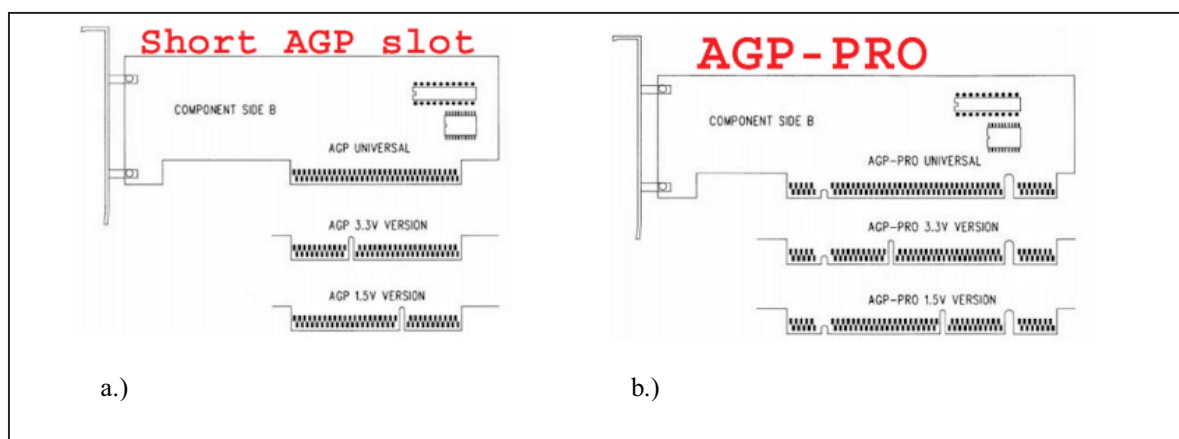 Short AGP slot
COMPONENT SIDE B
AGP UNIVERSAL
AGP 3.3V VERSION
AGP 1.5V VERSION
a.)
AGP-PRO
COMPONENT SIDE B
AGP-PRO UNIVERSAL
AGP-PRO 3.3V VERSION
AGP-PRO 1.5V VERSION
b.)